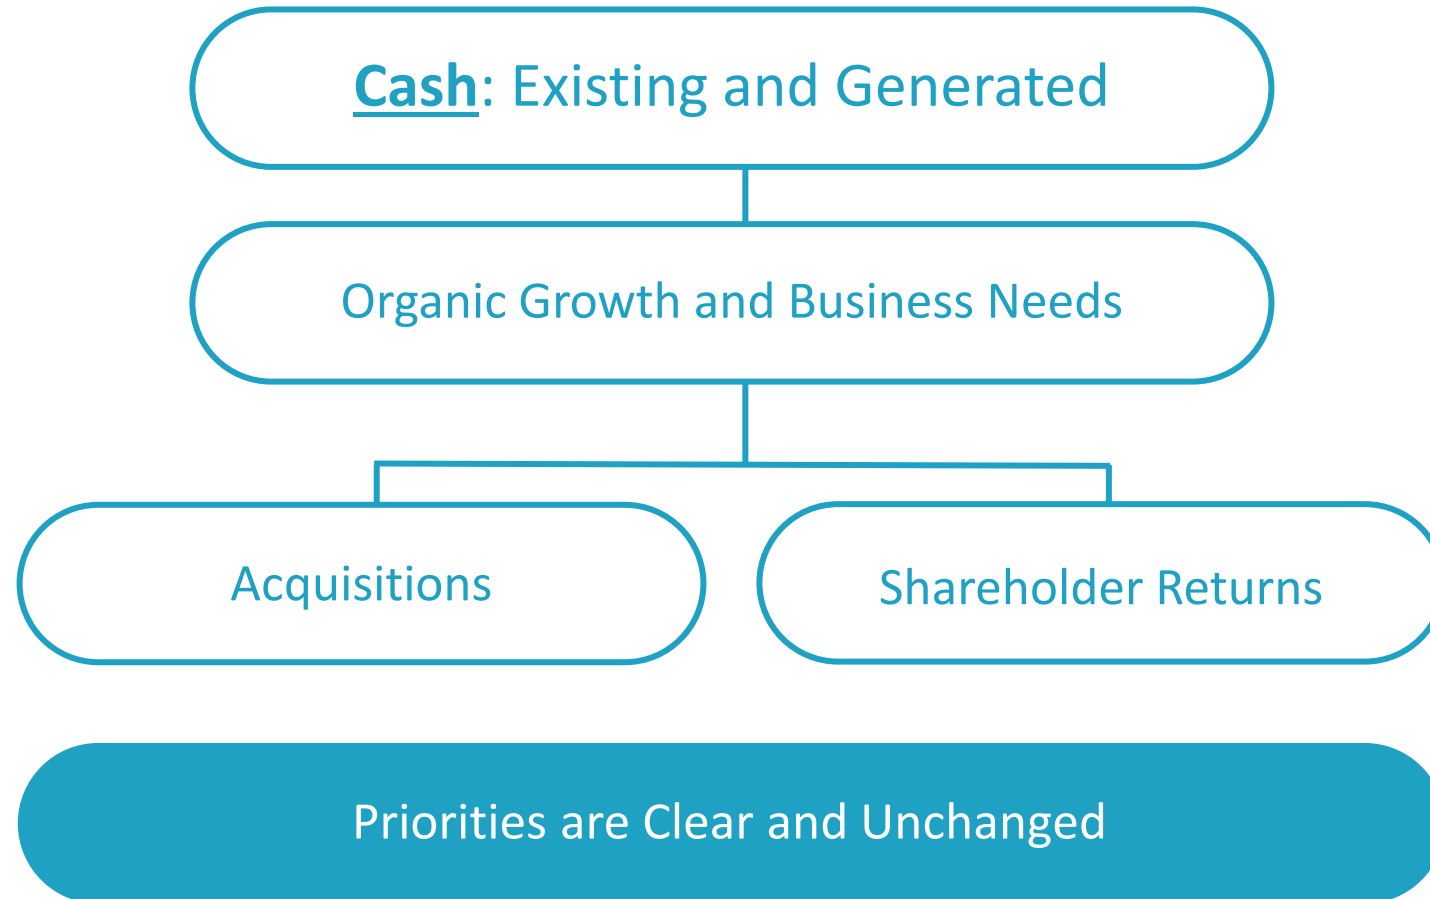 Cash: Existing and Generated
Organic Growth and Business Needs
Acquisitions
Shareholder Returns
Priorities are Clear and Unchanged